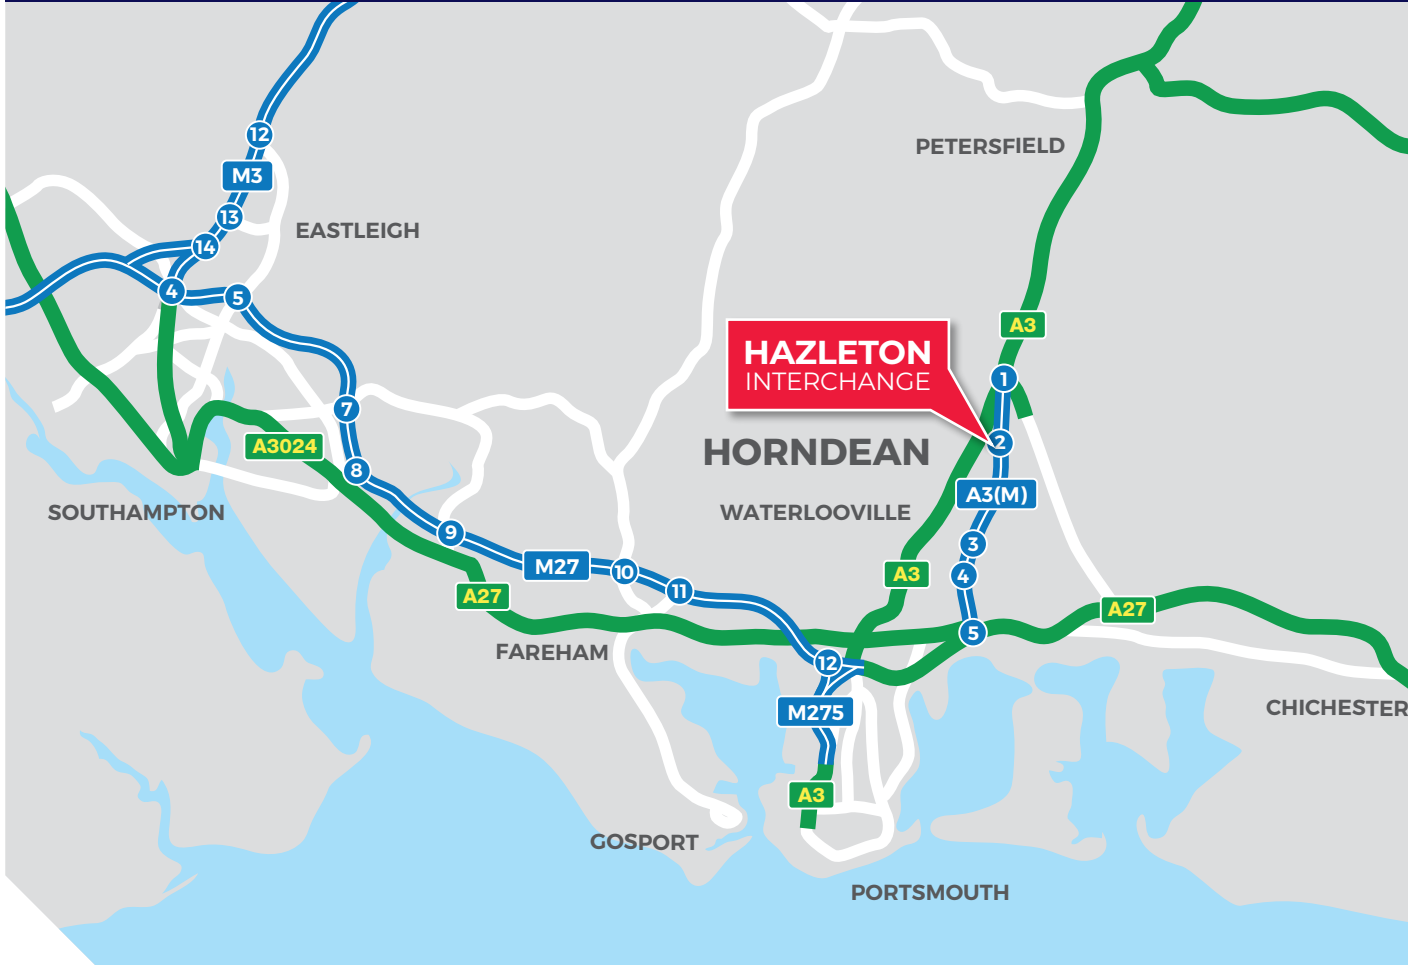 12
M3
PETERSFIELD
13
EASTLEIGH
14
4
5
A3
HAZLETON
INTERCHANGE
1
7
2
A3024
HORNDEAN
8
A3(M)
SOUTHAMPTON
WATERLOOVILLE
9
3
M27
10
A3
4
11
A27
A27
5
FAREHAM
12
M275
CHICHESTER
A3
GOSPORT
PORTSMOUTH